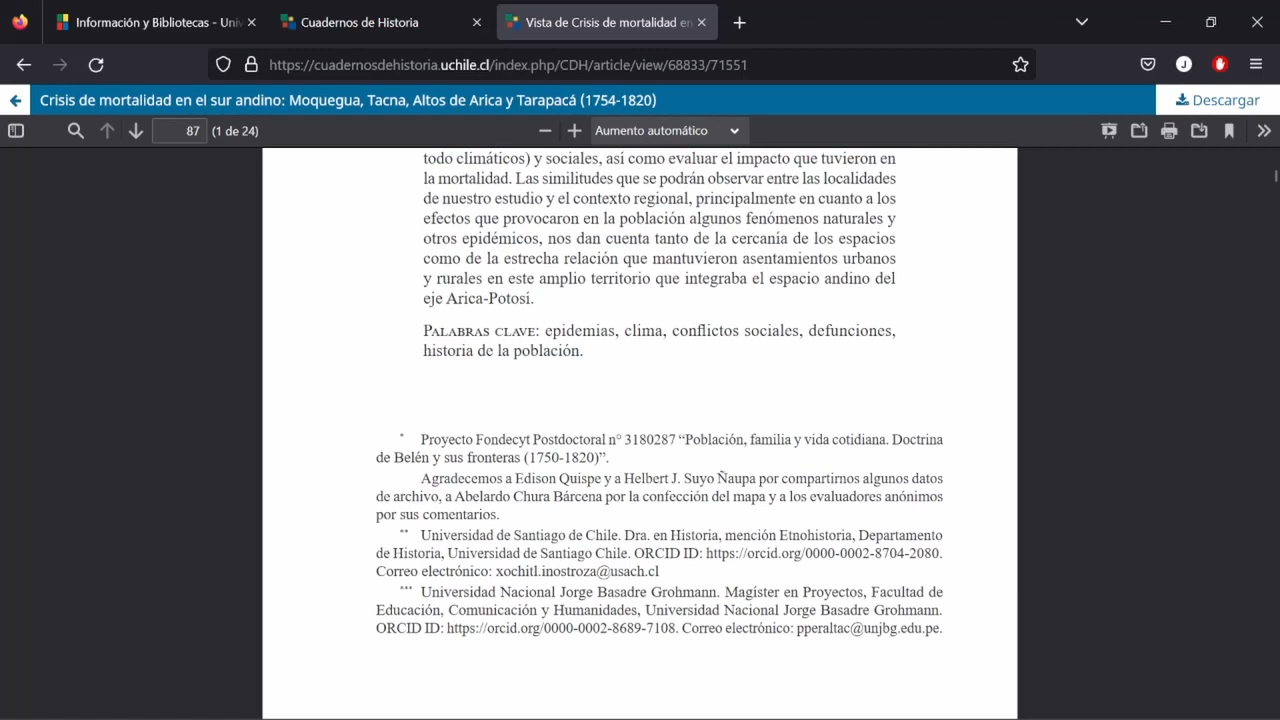 Información y Bibliotecas - Univ
Cuadernos de Historia
Vista de Crisis de mortalidad en
https://cuadernosdehistoria.uchile.cl/index.php/CDH/article/view/68833/71551
J
Crisis de mortalidad en el sur andino: Moquegua, Tacna, Altos de Arica y Tarapacá (1754-1820)
Descargar
87 (1 de 24)
Aumento automático
todo climáticos) y sociales, así como evaluar el impacto que tuvieron en
la mortalidad. Las similitudes que se podrán observar entre las localidades
de nuestro estudio y el contexto regional, principalmente en cuanto a los
efectos que provocaron en la población algunos fenómenos naturales y
otros epidémicos, nos dan cuenta tanto de la cercanía de los espacios
como de la estrecha relación que mantuvieron asentamientos urbanos
y rurales en este amplio territorio que integraba el espacio andino del
eje Arica-Potosí.
PALABRAS CLAVE: epidemias, clima, conflictos sociales, defunciones,
historia de la población.
* Proyecto Fondecyt Postdoctoral n° 3180287 “Población, familia y vida cotidiana. Doctrina
de Belén y sus fronteras (1750-1820)”.
Agradecemos a Edison Quispe y a Helbert J. Suyo Ñaupa por compartirnos algunos datos
de archivo, a Abelardo Chura Bárcena por la confección del mapa y a los evaluadores anónimos
por sus comentarios.
** Universidad de Santiago de Chile. Dra. en Historia, mención Etnohistoria, Departamento
de Historia, Universidad de Santiago Chile. ORCID ID: https://orcid.org/0000-0002-8704-2080.
Correo electrónico: xochitl.inostroza@usach.cl
*** Universidad Nacional Jorge Basadre Grohmann. Magíster en Proyectos, Facultad de
Educación, Comunicación y Humanidades, Universidad Nacional Jorge Basadre Grohmann.
ORCID ID: https://orcid.org/0000-0002-8689-7108. Correo electrónico: pperaltac@unjbg.edu.pe.